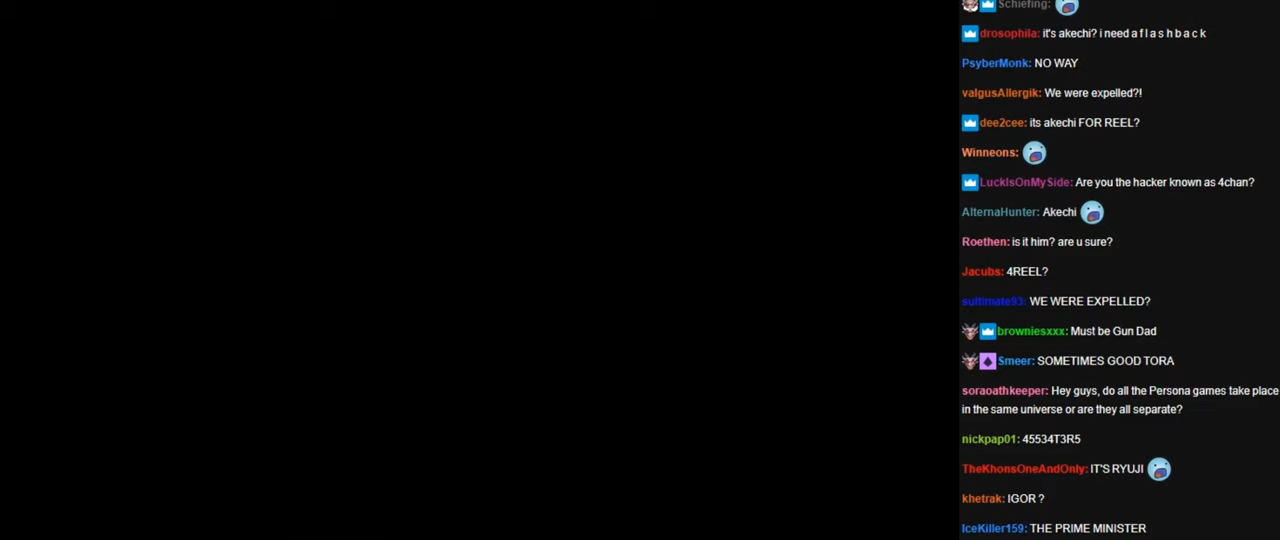 Schiefing:
drosophila: it's akechi? i need a f l a s h b a c k
PsyberMonk: NO WAY
valgusAllergik: We were expelled?!
dee2cee: its akechi FOR REEL?
Winneons:
LuckIsOnMySide: Are you the hacker known as 4chan?
AlternaHunter: Akechi
Roethen: is it him? are u sure?
Jacubs: 4REEL?
sultimate93: WE WERE EXPELLED?
browniesxxx: Must be Gun Dad
Smeer: SOMETIMES GOOD TORA
soraoathkeeper: Hey guys, do all the Persona games take place
in the same universe or are they all separate?
nickpap01: 45534T3R5
TheKhonsOneAndOnly: IT'S RYUJI
khetrak: IGOR ?
IceKiller159: THE PRIME MINISTER